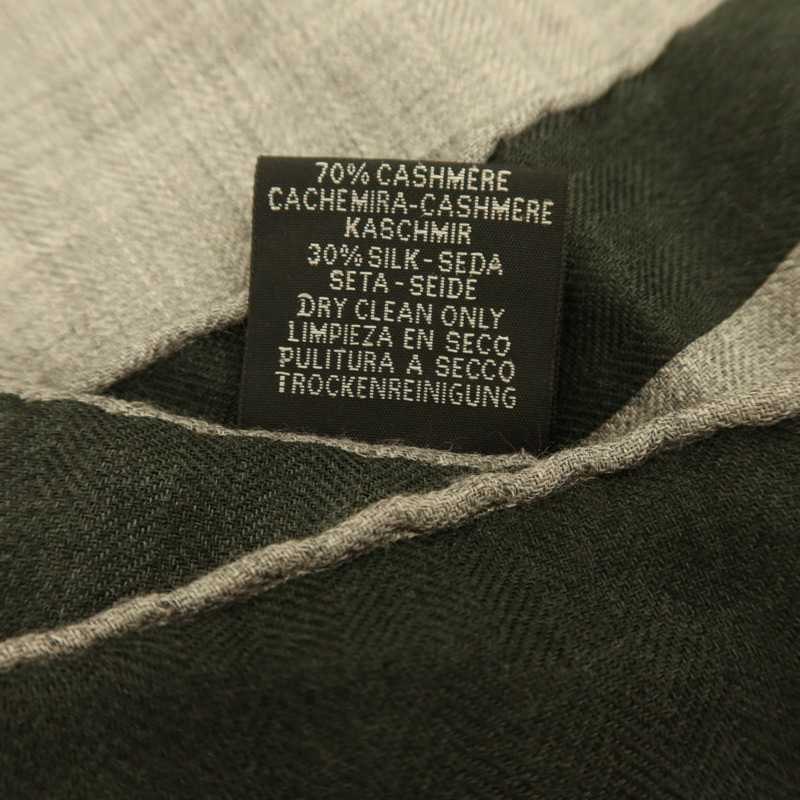 70% CASHMERE
CACHEMIRA-CASHMERE
KASCHMIR
30% SILK-SEDA
SETA-SEIDE
DRY CLEAN ONLY
LIMPIEZA EN SECO
PULITURA A SECCO
TROCKENREINIGUNG